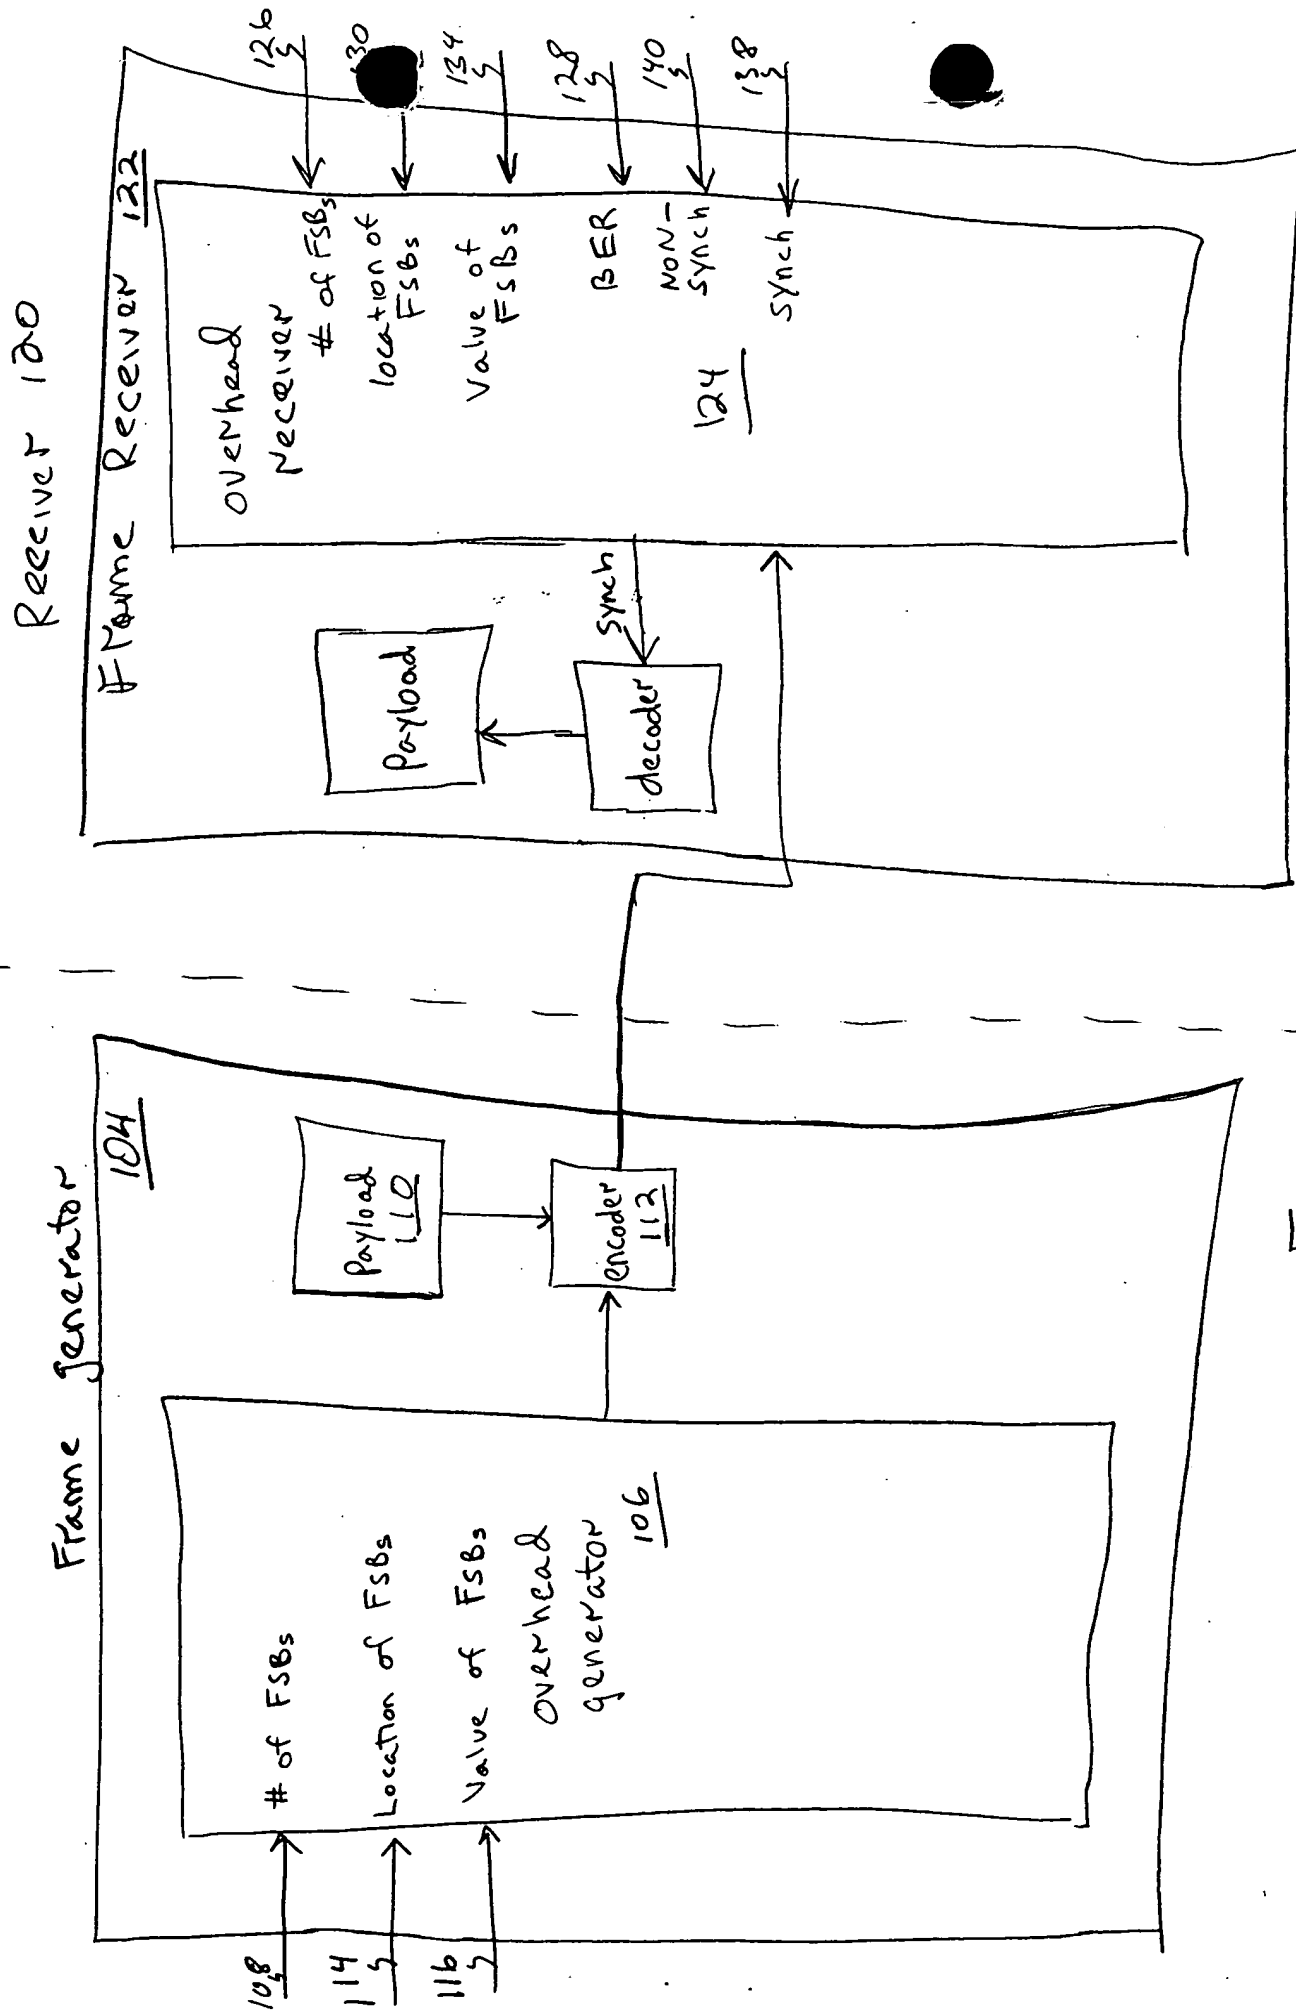 Frame generator
104
108
# of FSBs
114
Location of FSBs
116
Value of FSBs
overhead
generator
106
Payload
110
encoder
112
Receiver 120
Frame Receiver 122
Payload
decoder
synch
overhead
receiver
# of FSBs
126
location of
FSBs
130
Value of
FSBs
134
BER
128
NON-
synch
140
synch
138
124